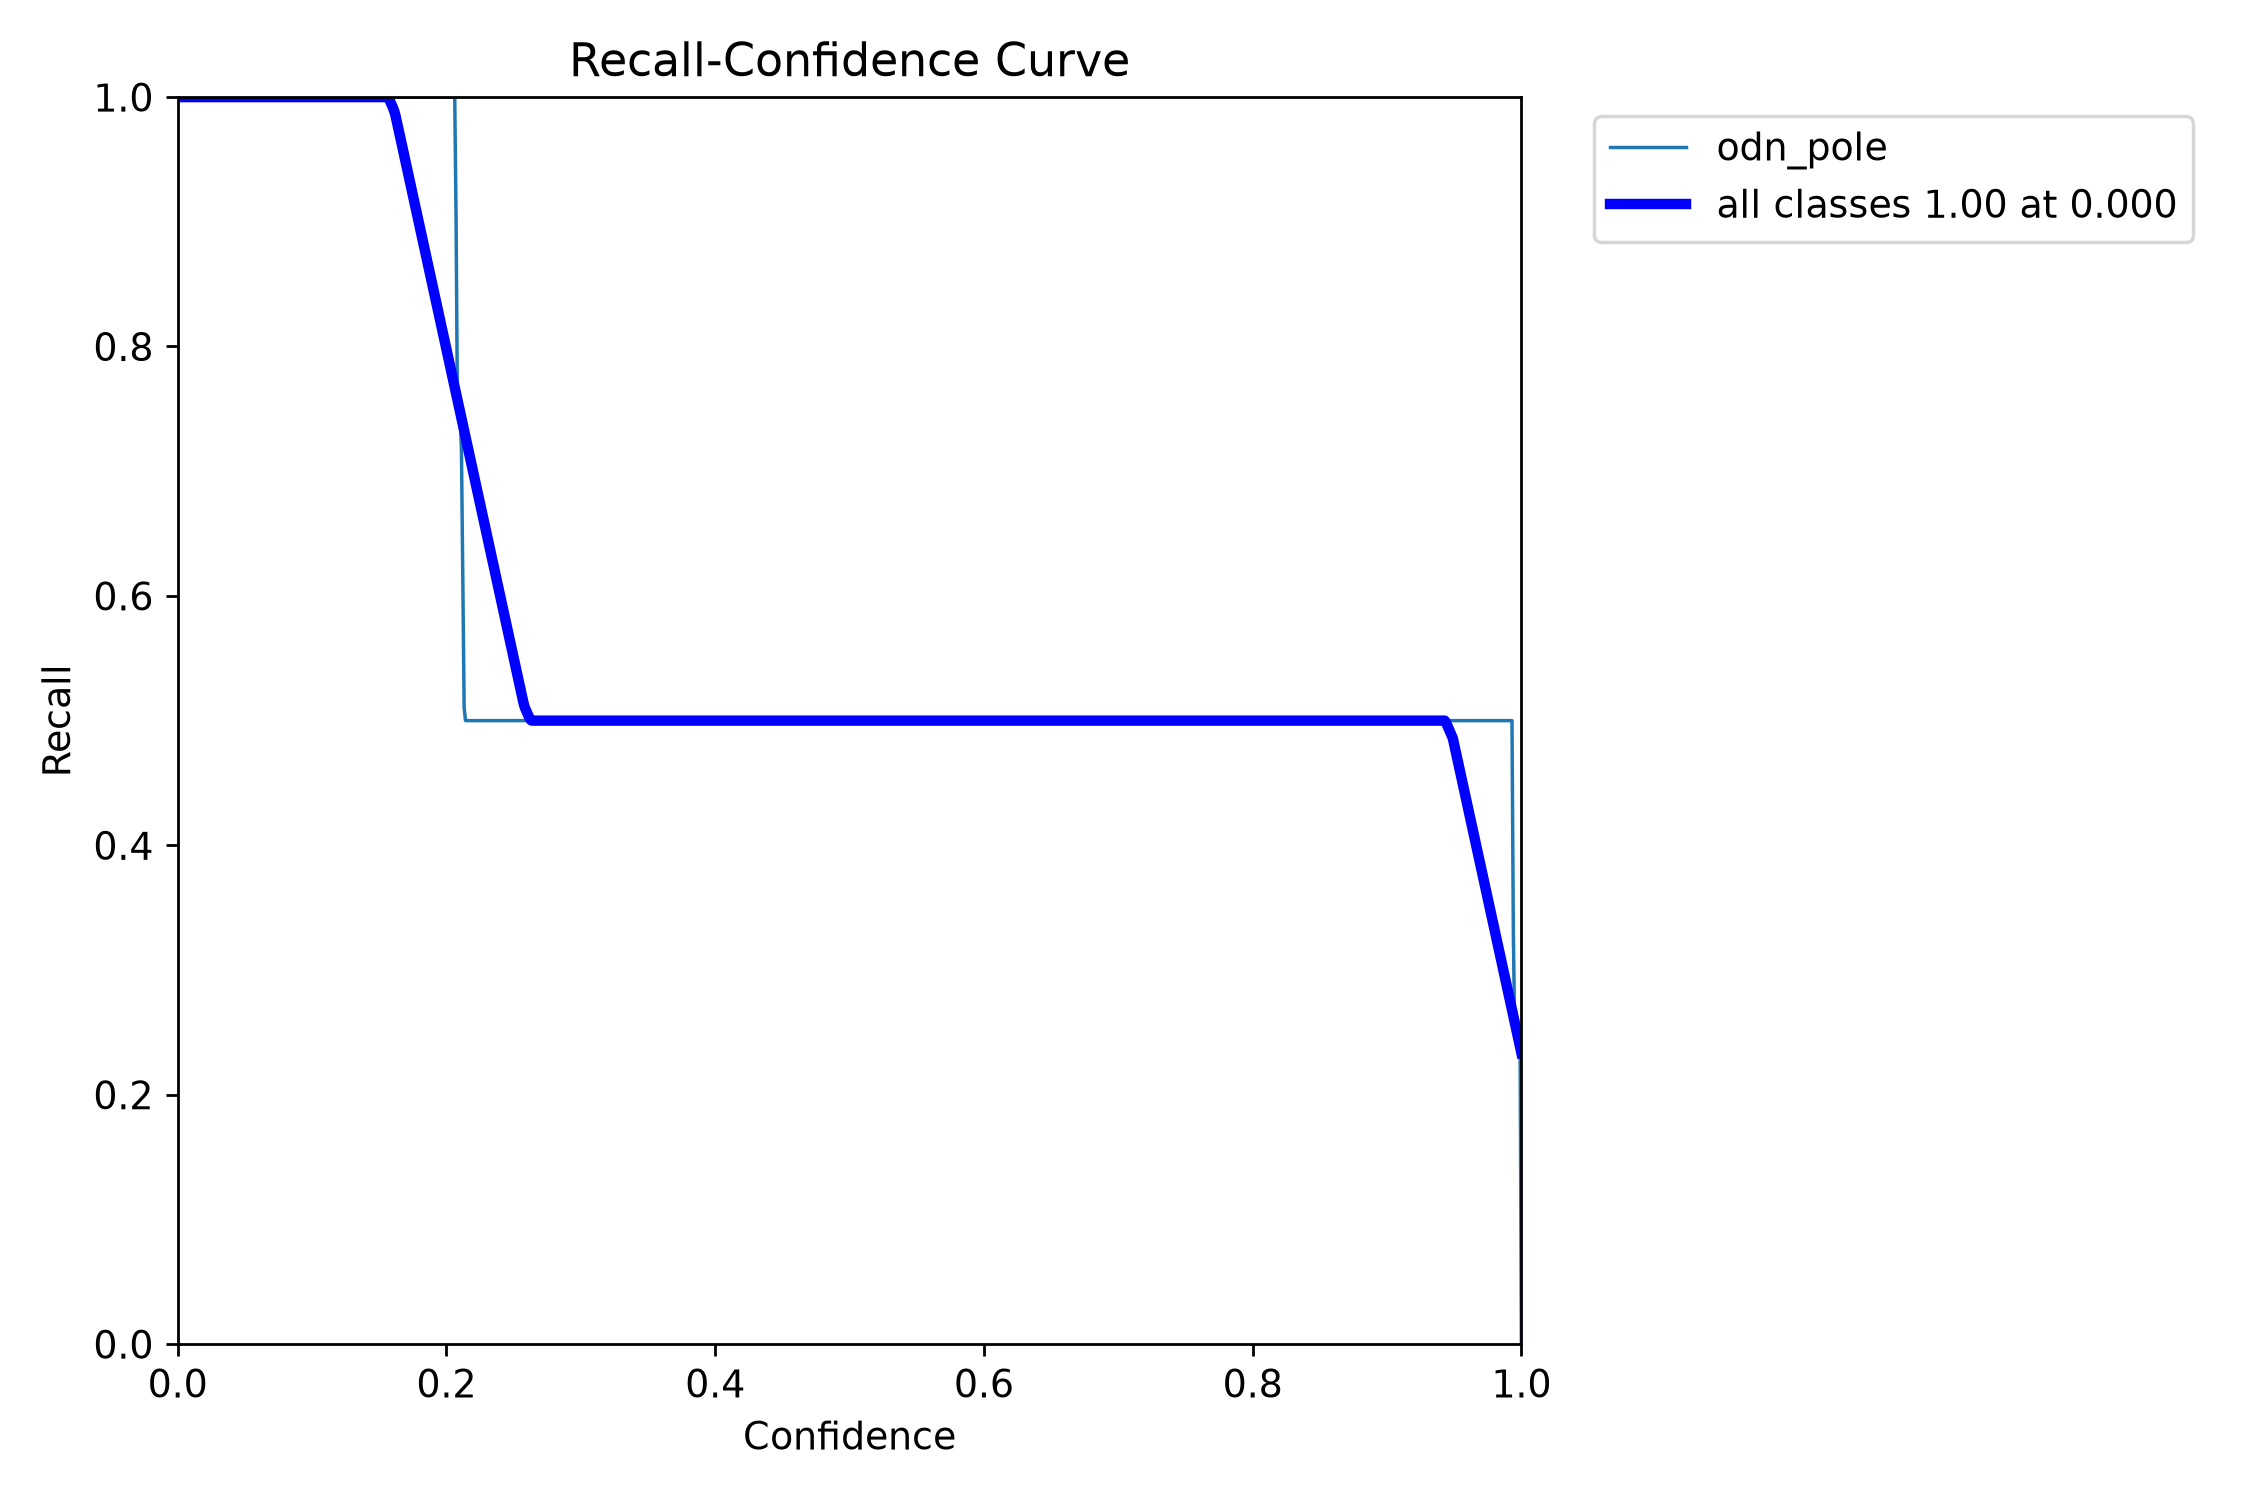 Recall-Confidence Curve
1.0
0.8
0.6
0.4
0.2
0.0
Recall
0.0 0.2 0.4 0.6 0.8 1.0
Confidence
odn_pole
all classes 1.00 at 0.000